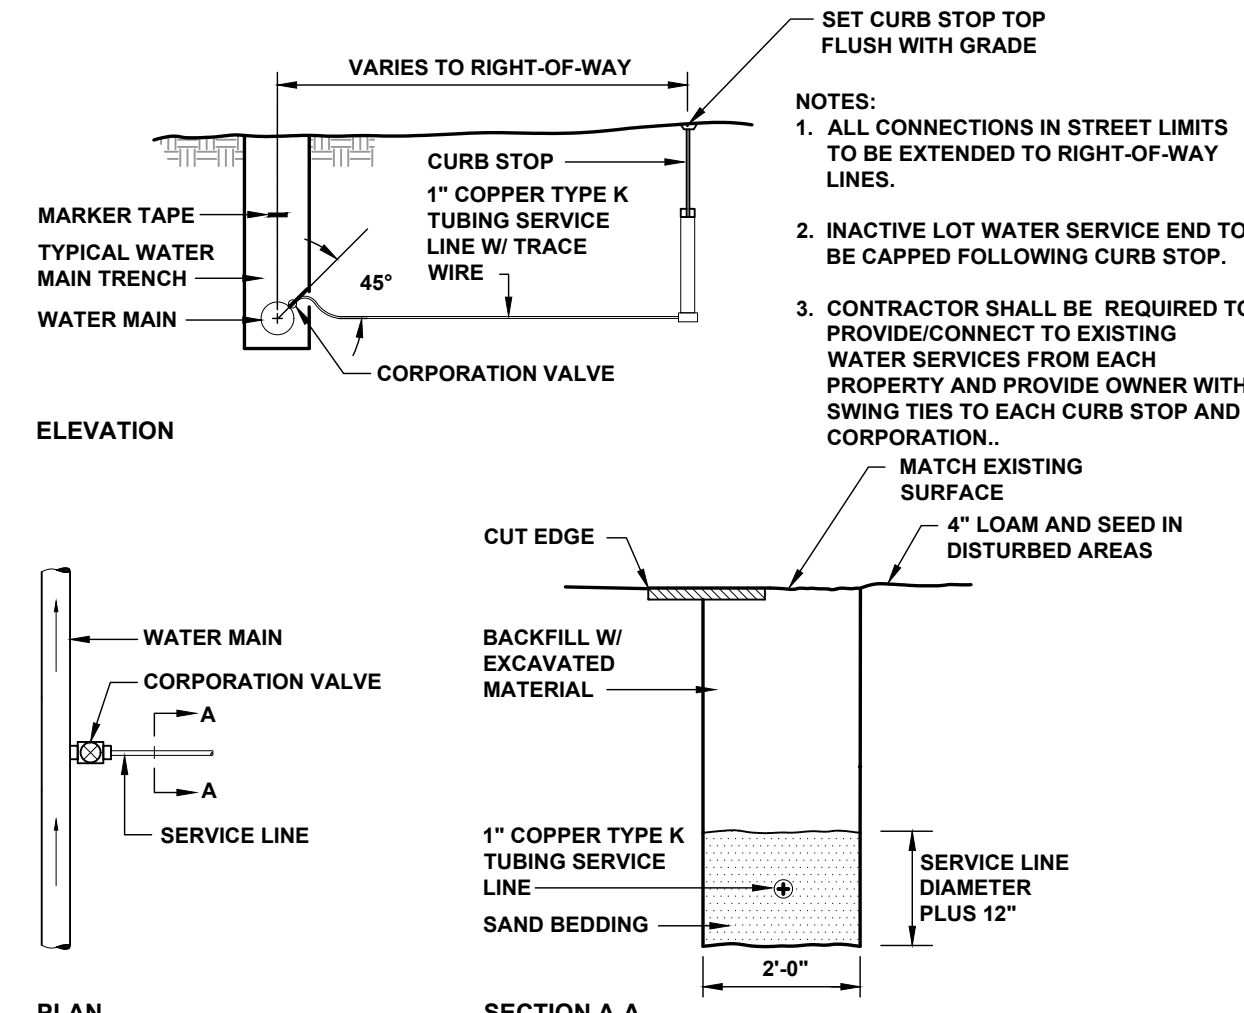 SET CURB STOP TOP
FLUSH WITH GRADE
VARIES TO RIGHT-OF-WAY
NOTES:
1. ALL CONNECTIONS IN STREET LIMITS
TO BE EXTENDED TO RIGHT-OF-WAY
LINES.
2. INACTIVE LOT WATER SERVICE END TO
BE CAPPED FOLLOWING CURB STOP.
3. CONTRACTOR SHALL BE REQUIRED TO
PROVIDE/CONNECT TO EXISTING
WATER SERVICES FROM EACH
PROPERTY AND PROVIDE OWNER WITH
SWING TIES TO EACH CURB STOP AND
CORPORATION..
CURB STOP
1" COPPER TYPE K
TUBING SERVICE
LINE W/ TRACE
WIRE
MARKER TAPE
TYPICAL WATER
MAIN TRENCH
45°
WATER MAIN
CORPORATION VALVE
ELEVATION
MATCH EXISTING
SURFACE
4" LOAM AND SEED IN
DISTURBED AREAS
CUT EDGE
BACKFILL W/
EXCAVATED
MATERIAL
1" COPPER TYPE K
TUBING SERVICE
LINE
SAND BEDDING
SERVICE LINE
DIAMETER
PLUS 12"
2'-0"
SECTION A-A
WATER MAIN
CORPORATION VALVE
A
A
SERVICE LINE
PLAN